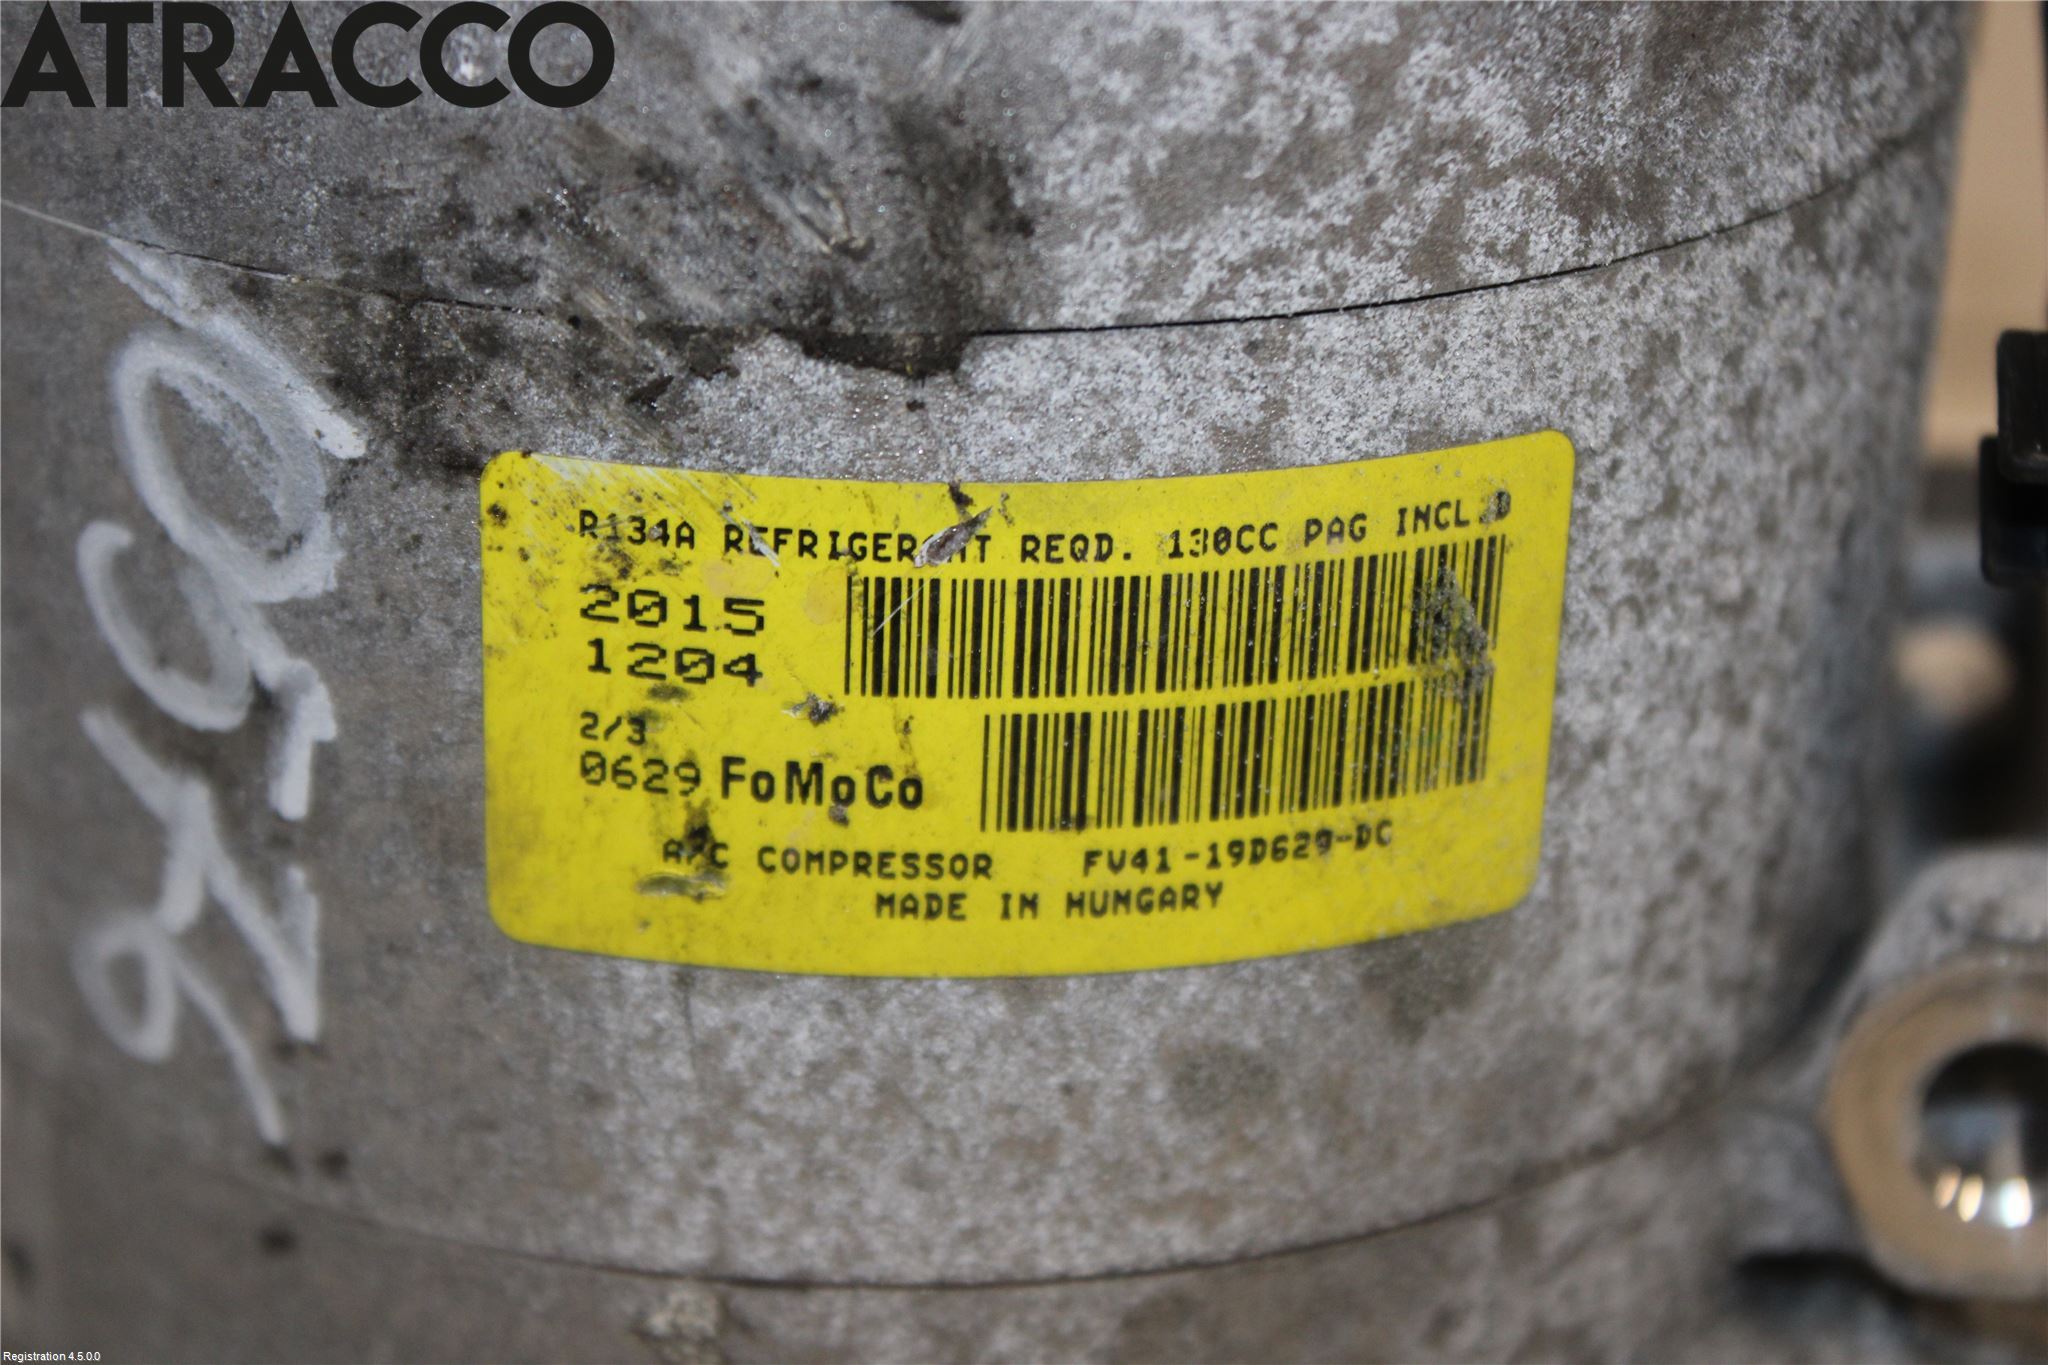 ATRACCO
R134A REFRIGERANT REQD. 130CC PAG INCL.D
2015
1204
2/3
0629 FoMoCo
A/C COMPRESSOR FV41-19D629-DC
MADE IN HUNGARY
Registration 4.5.0.0